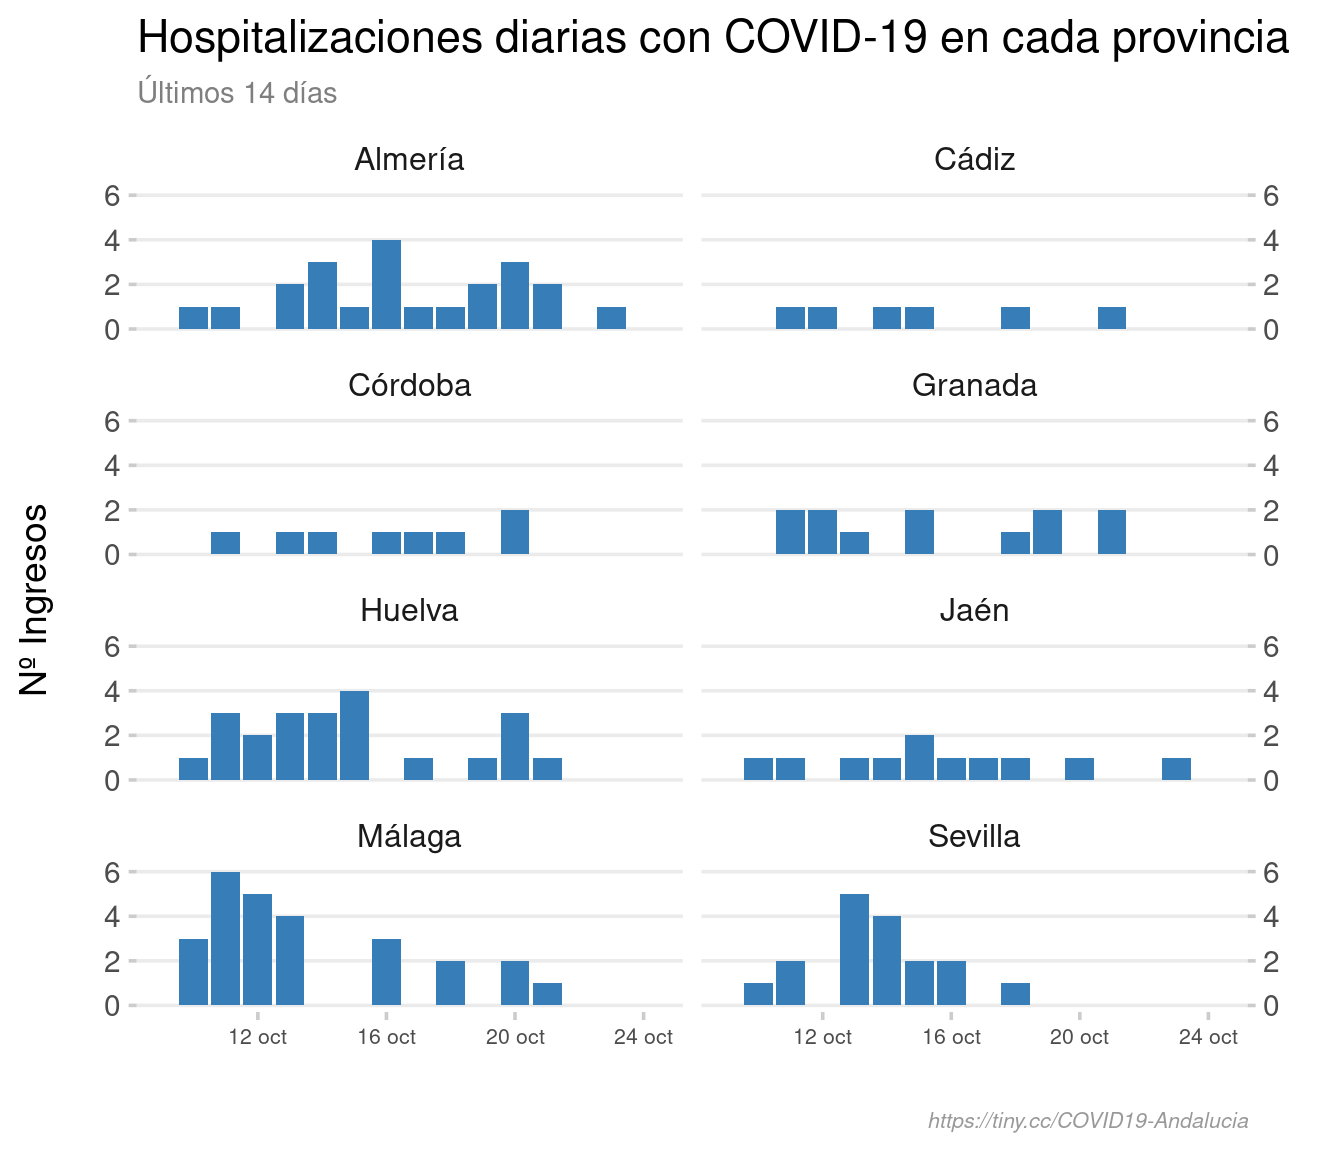 Hospitalizaciones diarias con COVID-19 en cada provincia
Últimos 14 días
Almería
Cádiz
6
4
2
0
6
4
2
0
Córdoba
Granada
6
4
2
0
6
4
2
0
Nº Ingresos
Huelva
Jaén
6
4
2
0
6
4
2
0
Málaga
Sevilla
6
4
2
0
6
4
2
0
12 oct 16 oct 20 oct 24 oct
12 oct 16 oct 20 oct 24 oct
https://tiny.cc/COVID19-Andalucia